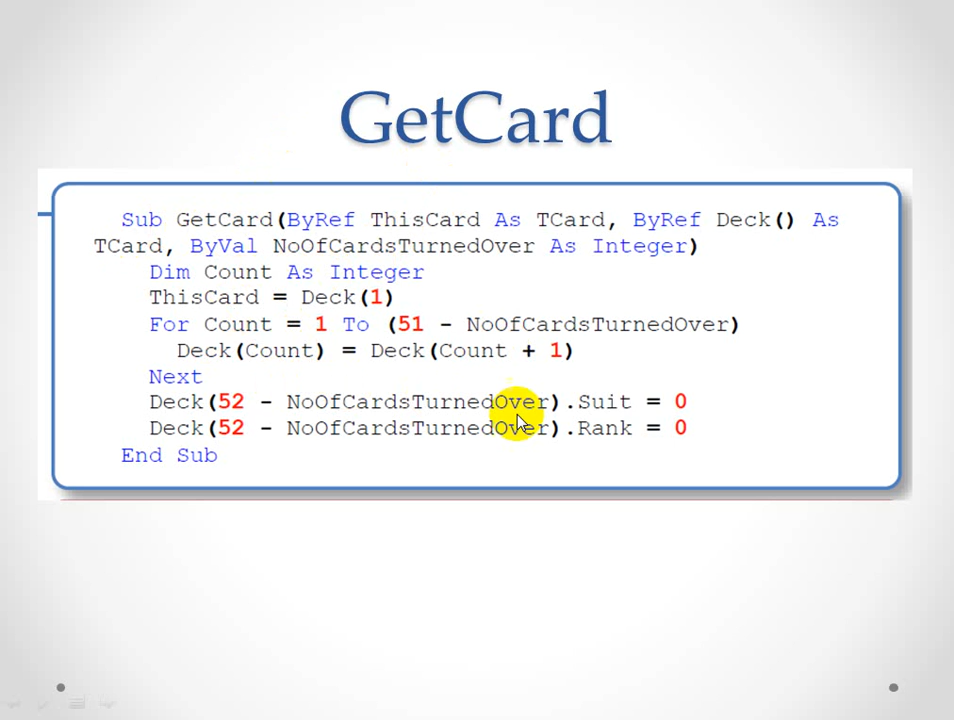 GetCard
Sub GetCard(ByRef ThisCard As TCard, ByRef Deck() As
TCard, ByVal NoOfCardsTurnedOver As Integer)
Dim Count As Integer
ThisCard = Deck(1)
For Count = 1 To (51 - NoOfCardsTurnedOver)
Deck(Count) = Deck(Count + 1)
Next
Deck(52 - NoOfCardsTurnedOver).Suit = 0
Deck(52 - NoOfCardsTurnedOver).Rank = 0
End Sub